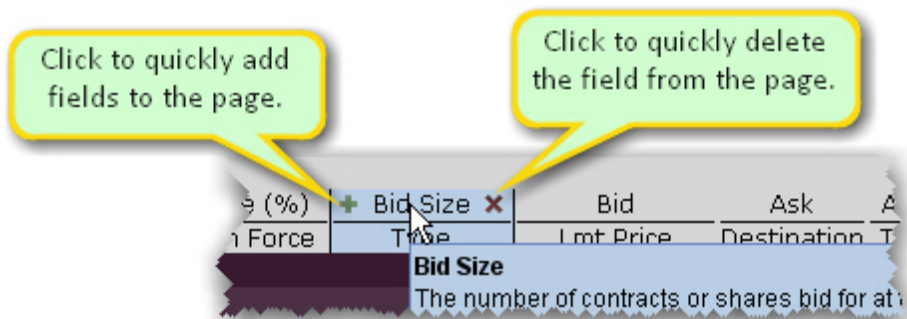 Click to quickly add
fields to the page.
Click to quickly delete
the field from the page.
(%) Bid Size Bid Ask
Force Type Lmt Price Destination
Bid Size
The number of contracts or shares bid for at